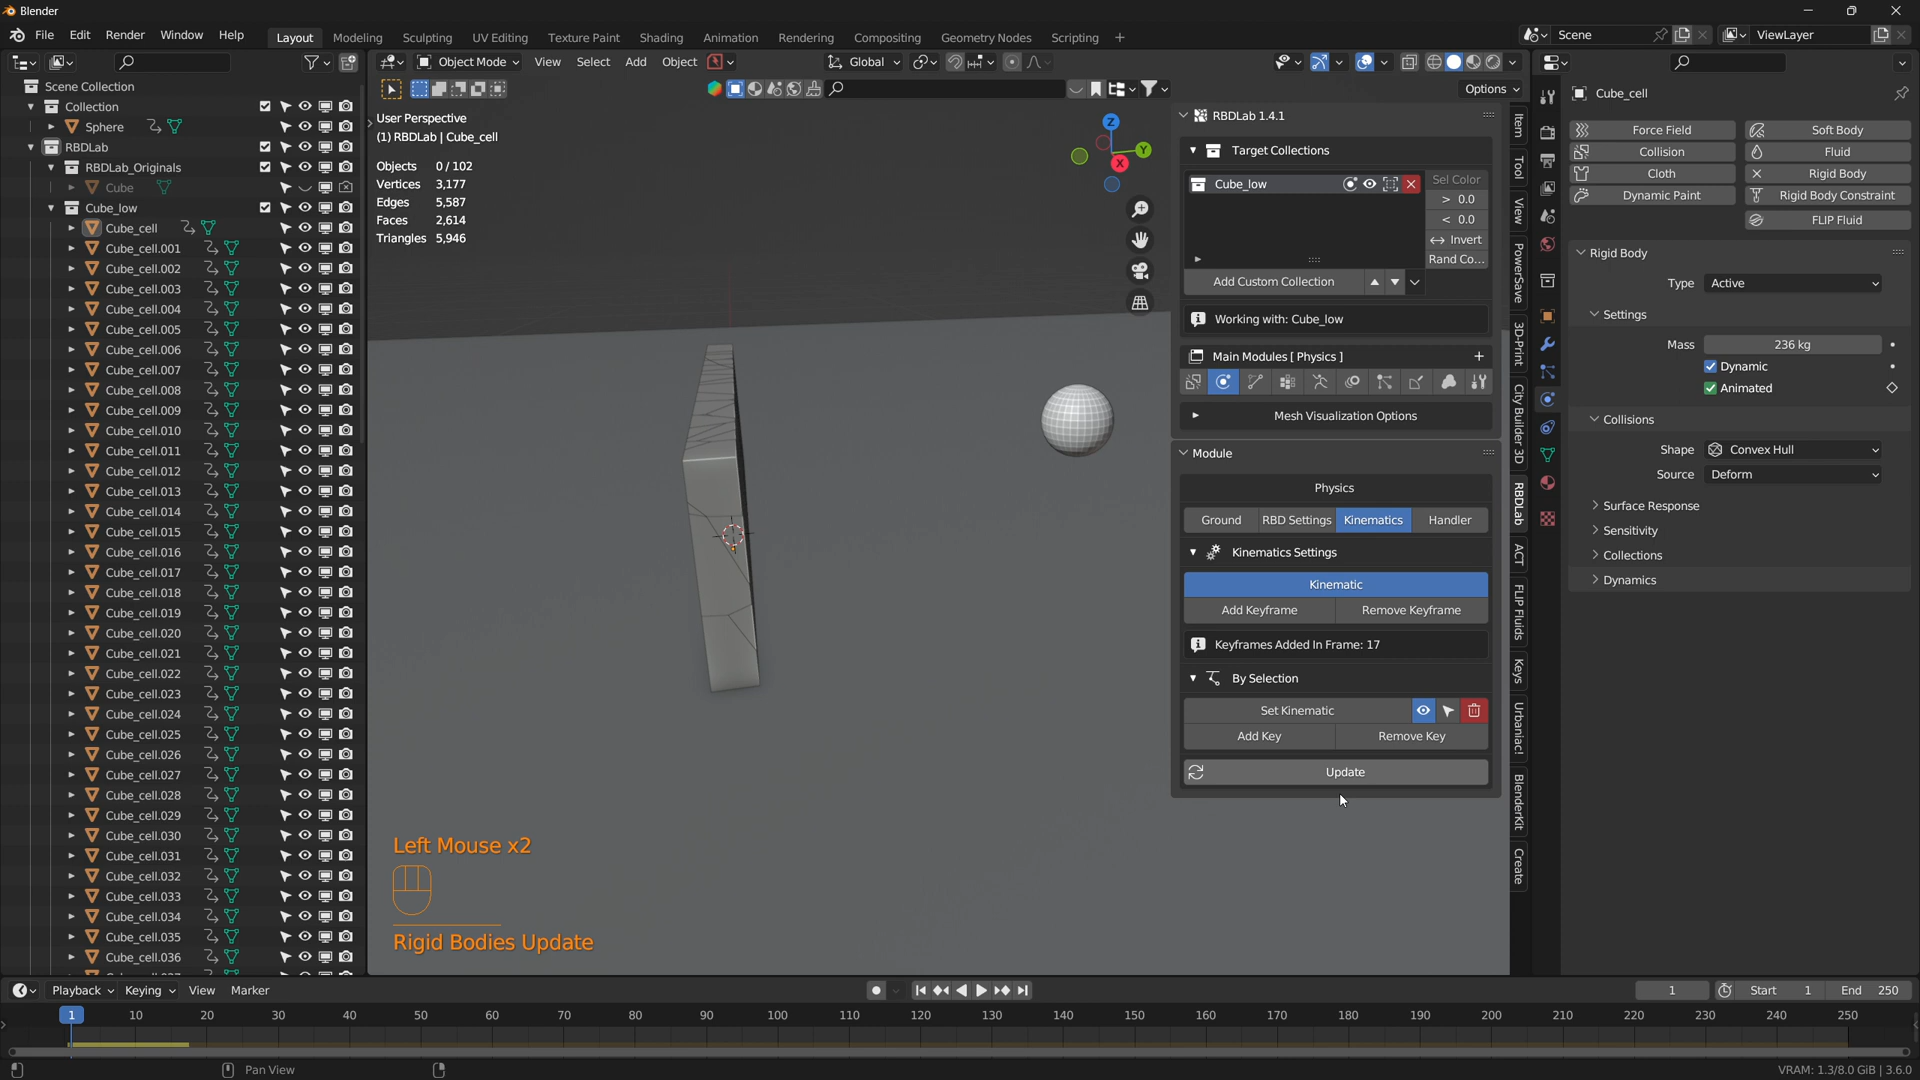 Blender
File Edit Render Window Help
Layout Modeling Sculpting UV Editing Texture Paint Shading Animation Rendering Compositing Geometry Nodes Scripting +
Scene
ViewLayer
Object Mode View Select Add Object
Global
Options
Scene Collection
Collection
Sphere
RBDLab
RBDLab_Originals
Cube
Cube_low
Cube_cell
Cube_cell.001
Cube_cell.002
Cube_cell.003
Cube_cell.004
Cube_cell.005
Cube_cell.006
Cube_cell.007
Cube_cell.008
Cube_cell.009
Cube_cell.010
Cube_cell.011
Cube_cell.012
Cube_cell.013
Cube_cell.014
Cube_cell.015
Cube_cell.016
Cube_cell.017
Cube_cell.018
Cube_cell.019
Cube_cell.020
Cube_cell.021
Cube_cell.022
Cube_cell.023
Cube_cell.024
Cube_cell.025
Cube_cell.026
Cube_cell.027
Cube_cell.028
Cube_cell.029
Cube_cell.030
Cube_cell.031
Cube_cell.032
Cube_cell.033
Cube_cell.034
Cube_cell.035
Cube_cell.036
User Perspective
(1) RBDLab | Cube_cell
Objects 0 / 102
Vertices 3,177
Edges 5,587
Faces 2,614
Triangles 5,946
Z
Y
X
Left Mouse x2
Rigid Bodies Update
RBDLab 1.4.1
Target Collections
Cube_low
Sel Color
> 0.0
< 0.0
Invert
Rand Co...
Add Custom Collection
Working with: Cube_low
Main Modules [ Physics ]
Mesh Visualization Options
Module
Physics
Ground RBD Settings Kinematics Handler
Kinematics Settings
Kinematic
Add Keyframe Remove Keyframe
Keyframes Added In Frame: 17
By Selection
Set Kinematic
Add Key Remove Key
Update
Item
Tool
View
PowerSave
3D-Print
City Builder 3D
RBDLab
ACT
FLIP Fluids
Keys
Urbaniac!
BlenderKit
Create
Cube_cell
Force Field Soft Body
Collision Fluid
Cloth Rigid Body
Dynamic Paint Rigid Body Constraint
FLIP Fluid
Rigid Body
Type Active
Settings
Mass 236 kg
Dynamic
Animated
Collisions
Shape Convex Hull
Source Deform
Surface Response
Sensitivity
Collections
Dynamics
Playback Keying View Marker
1 Start 1 End 250
1 10 20 30 40 50 60 70 80 90 100 110 120 130 140 150 160 170 180 190 200 210 220 230 240 250
Pan View
VRAM: 1.3/8.0 GiB | 3.6.0